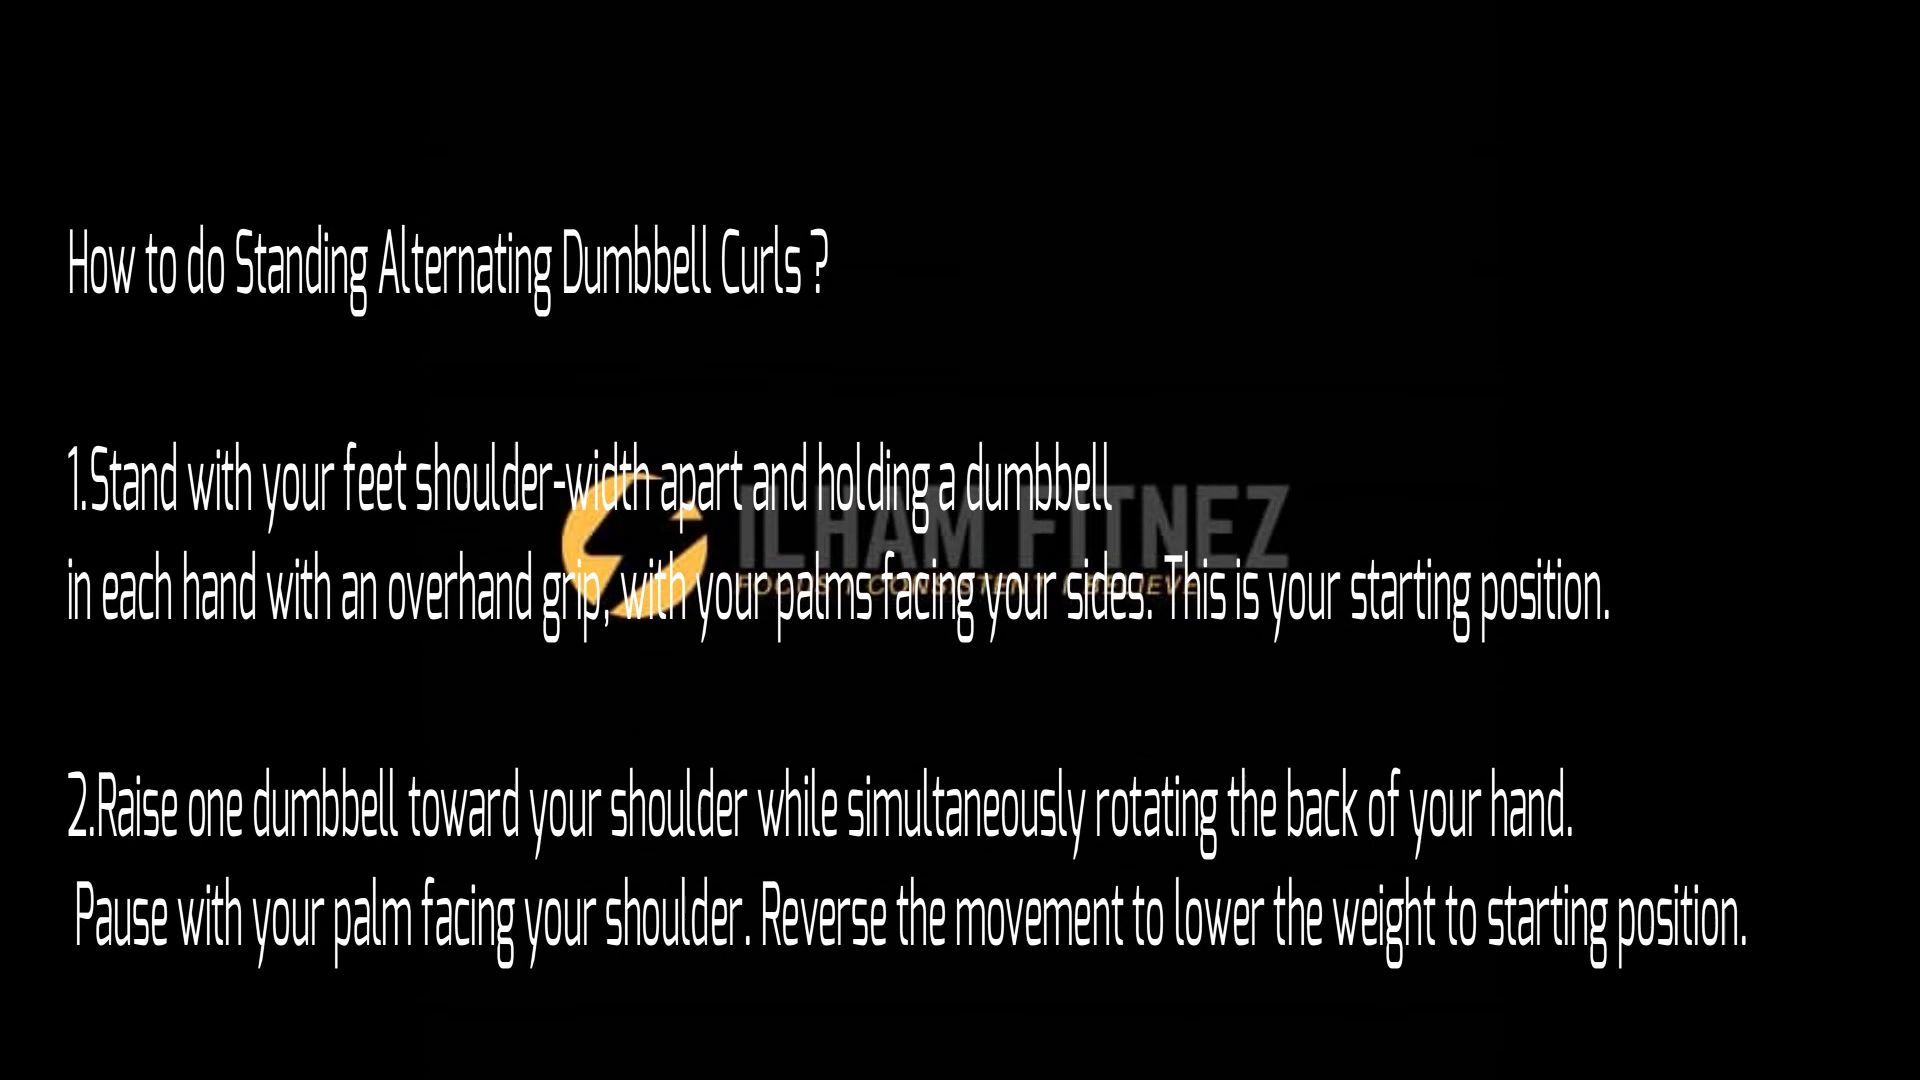 How to do Standing Alternating Dumbbell Curls ?
1.Stand with your feet shoulder-width apart and holding a dumbbell
ILHAM FITNEZ
in each hand with an overhand grip, with your palms facing your sides. This is your starting position.
FOCUS / CONSISTENT / BELIEVE
2.Raise one dumbbell toward your shoulder while simultaneously rotating the back of your hand.
Pause with your palm facing your shoulder. Reverse the movement to lower the weight to starting position.